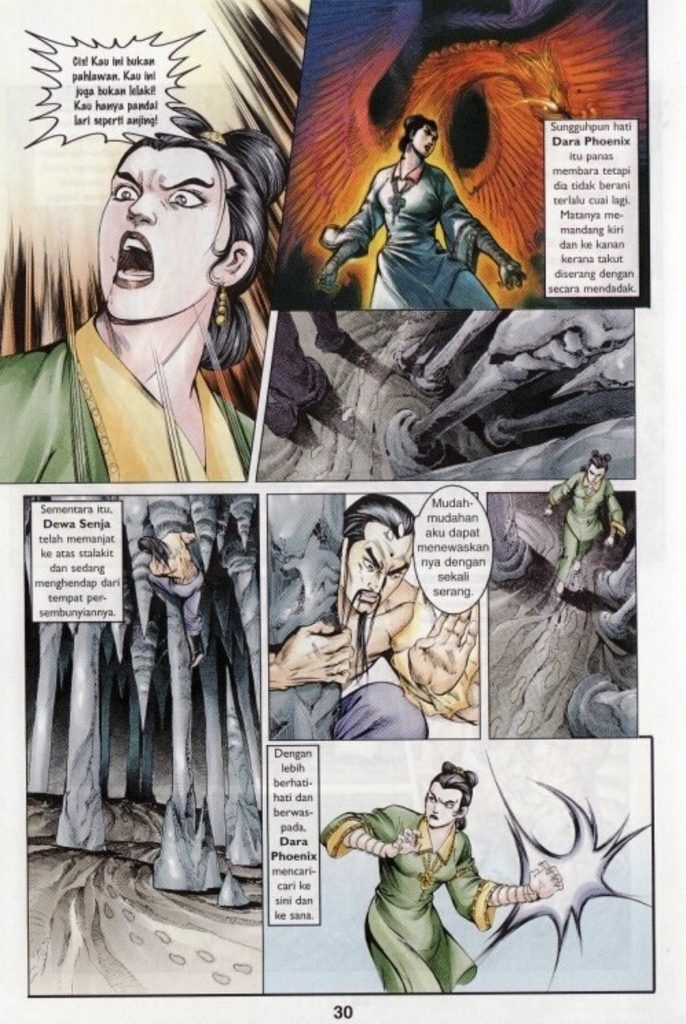 Cis! Kau ini bukan
pahlawan. Kau ini
juga bukan lelaki!
Kau hanya pandai
lari seperti anjing!
Sungguhpun hati
Dara Phoenix
itu panas
membara tetapi
dia tidak berani
terlalu cuai lagi.
Matanya me-
mandang kiri
dan ke kanan
kerana takut
diserang dengan
secara mendadak.
Sementara itu,
Dewa Senja
telah memanjat
ke atas stalakit
dan sedang
menghendap dari
tempat per-
sembunyiannya.
Mudah-
mudahan
aku dapat
menewaskan
nya dengan
sekali
serang.
Dengan
lebih
berhati-
hati dan
berwas-
pada,
Dara
Phoenix
mencari-
cari ke
sini dan
ke sana.
30